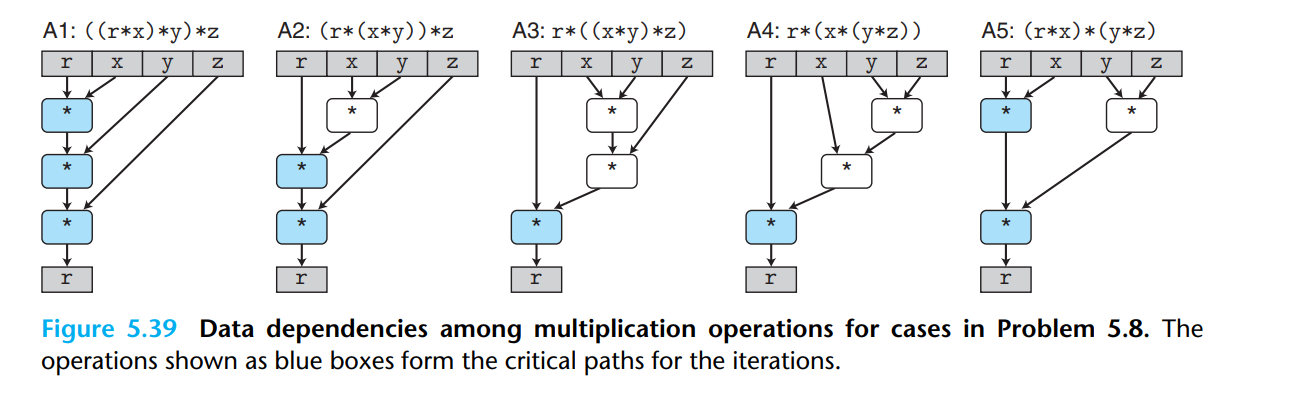 A1: ((r*x)*y)*z A2: (r*(x*y))*z A3: r*((x*y)*z) A4: r*(x*(y*z)) A5: (r*x)*(y*z)
r x y z r x y z r x y z r x y z r x y z
* * * * * *
* * * *
* * * * *
r r r r r
Figure 5.39 Data dependencies among multiplication operations for cases in Problem 5.8. The
operations shown as blue boxes form the critical paths for the iterations.